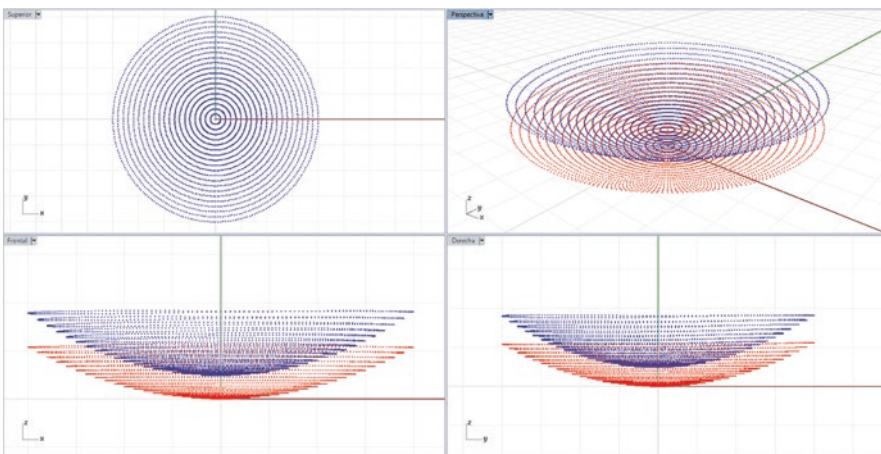 Superior
Perspectiva
y
x
z
y
x
Frontal
Derecha
z
x
z
y